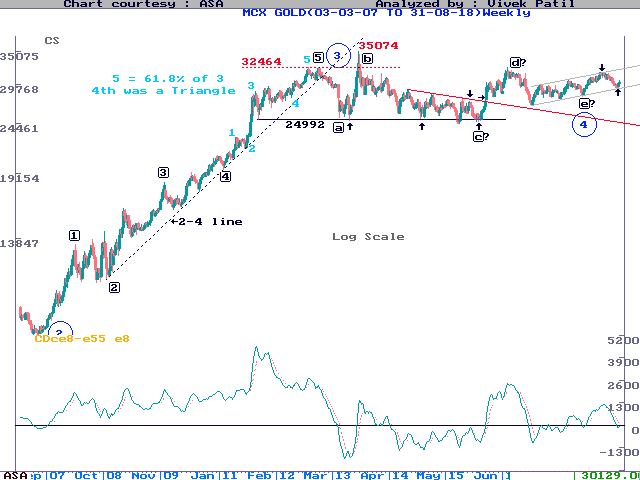 Chart courtesy : ASA Analyzed by : Vivek Patil
MCX GOLD(03-03-07 TO 31-08-18)Weekly
CS
35075
29768
24461
19154
13847
32464
35074
5
5 = 61.8% of 3
4th was a Triangle
3
5
3
b
d?
4
24992
a
e?
4
c?
1
2
3
4
←2-4 line
1
2
Log Scale
2
CDce8-e55 e8
5200
3900
2600
1300
0
-1300
ASA
p 07 Oct 08 Nov 09 Jan 11 Feb 12 Mar 13 Apr 14 May 15 Jun 1
30129.00